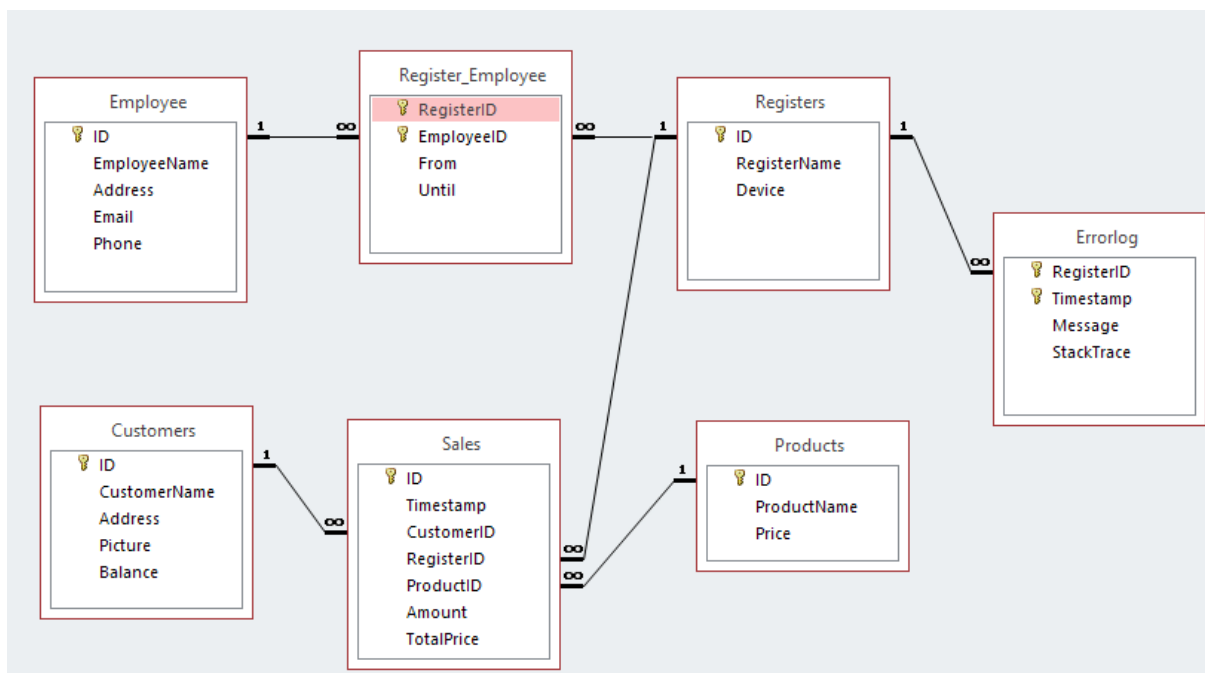 Employee
ID
EmployeeName
Address
Email
Phone
1
∞
Register_Employee
RegisterID
EmployeeID
From
Until
∞
1
Registers
ID
RegisterName
Device
1
∞
Errorlog
RegisterID
Timestamp
Message
StackTrace
Customers
ID
CustomerName
Address
Picture
Balance
1
∞
Sales
ID
Timestamp
CustomerID
RegisterID
ProductID
Amount
TotalPrice
∞
∞
1
Products
ID
ProductName
Price